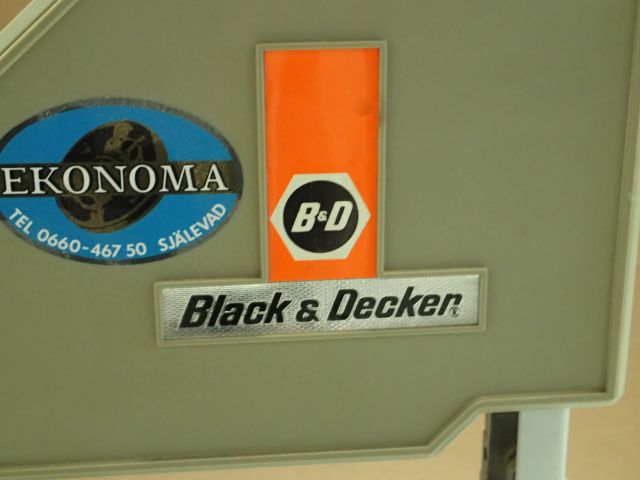 EKONOMA
TEL 0660-467 50 SJÄLEVAD
B&D
Black & Decker®